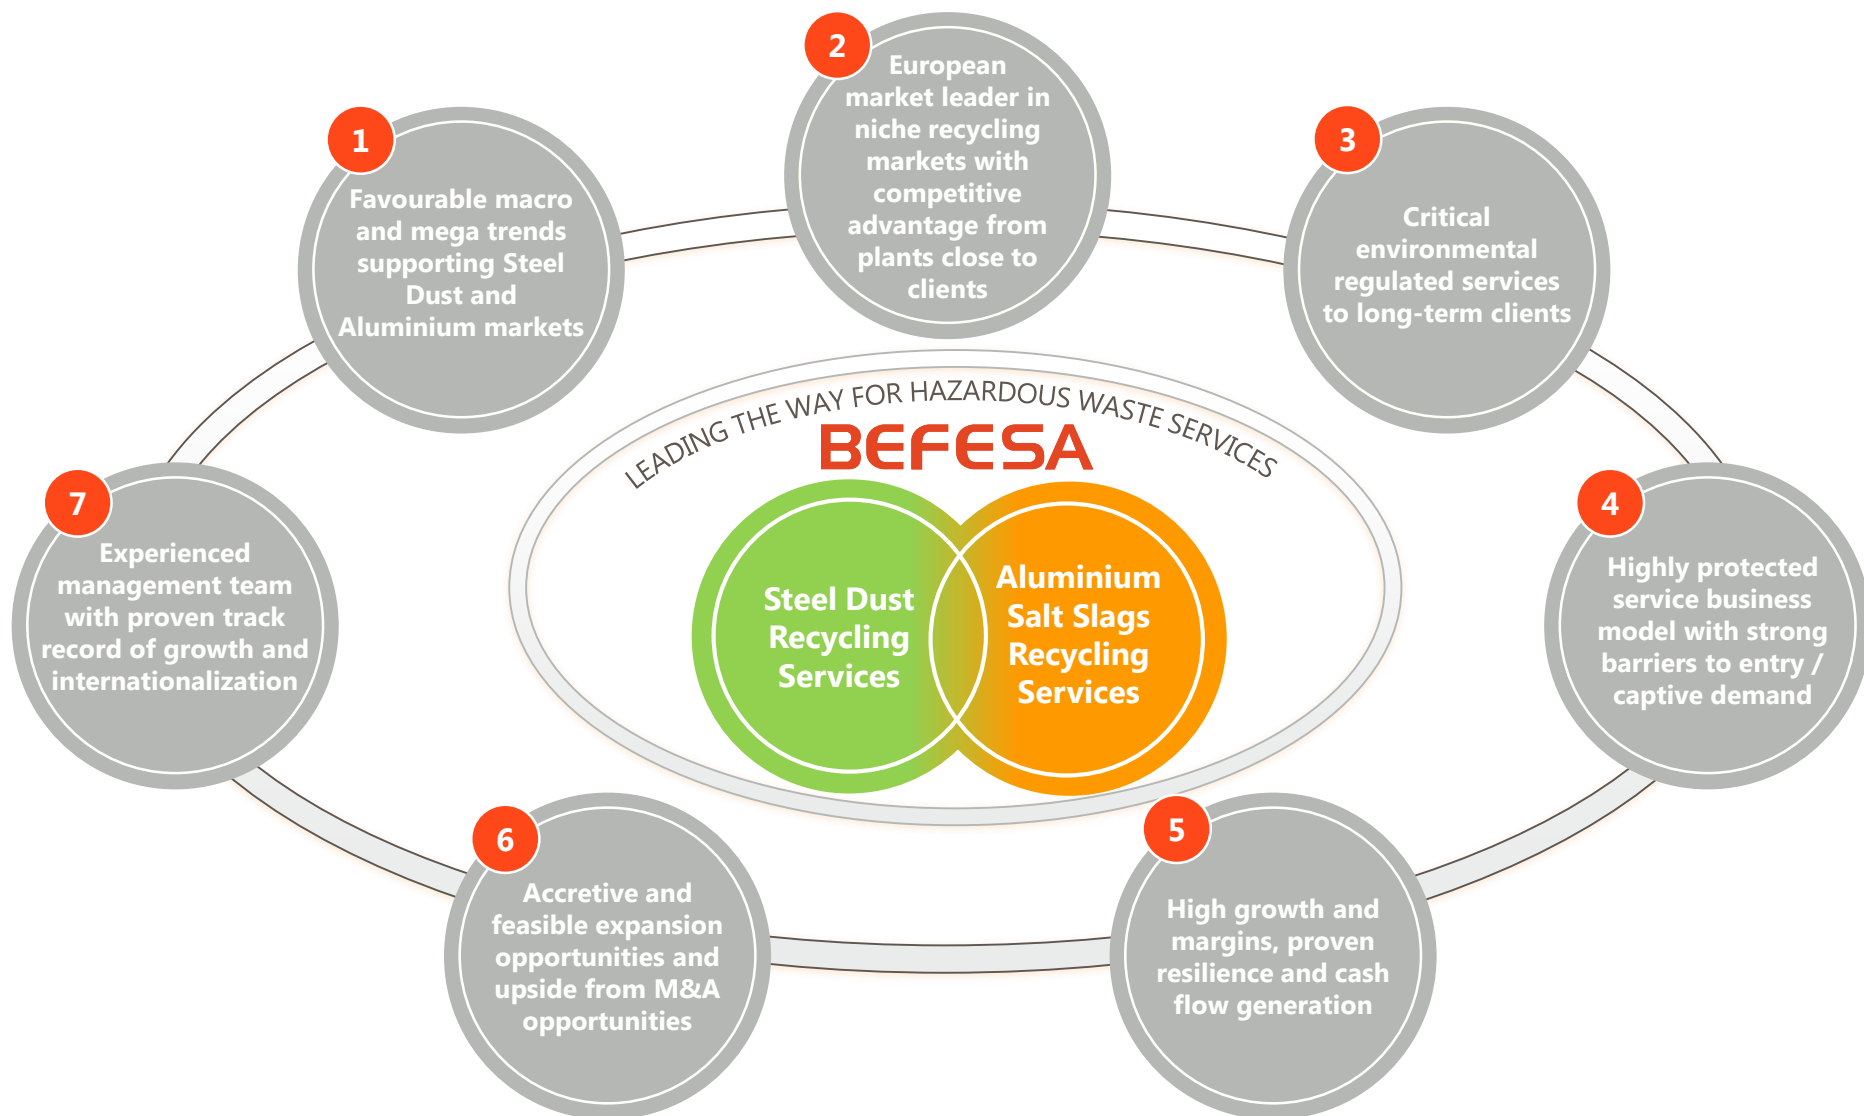 1
Favourable macro
and mega trends
supporting Steel
Dust and
Aluminium markets
2
European
market leader in
niche recycling
markets with
competitive
advantage from
plants close to
clients
3
Critical
environmental
regulated services
to long-term clients
4
Highly protected
service business
model with strong
barriers to entry /
captive demand
5
High growth and
margins, proven
resilience and cash
flow generation
6
Accretive and
feasible expansion
opportunities and
upside from M&A
opportunities
7
Experienced
management team
with proven track
record of growth and
internationalization
LEADING THE WAY FOR HAZARDOUS WASTE SERVICES
BEFESA
Steel Dust
Recycling
Services
Aluminium
Salt Slags
Recycling
Services